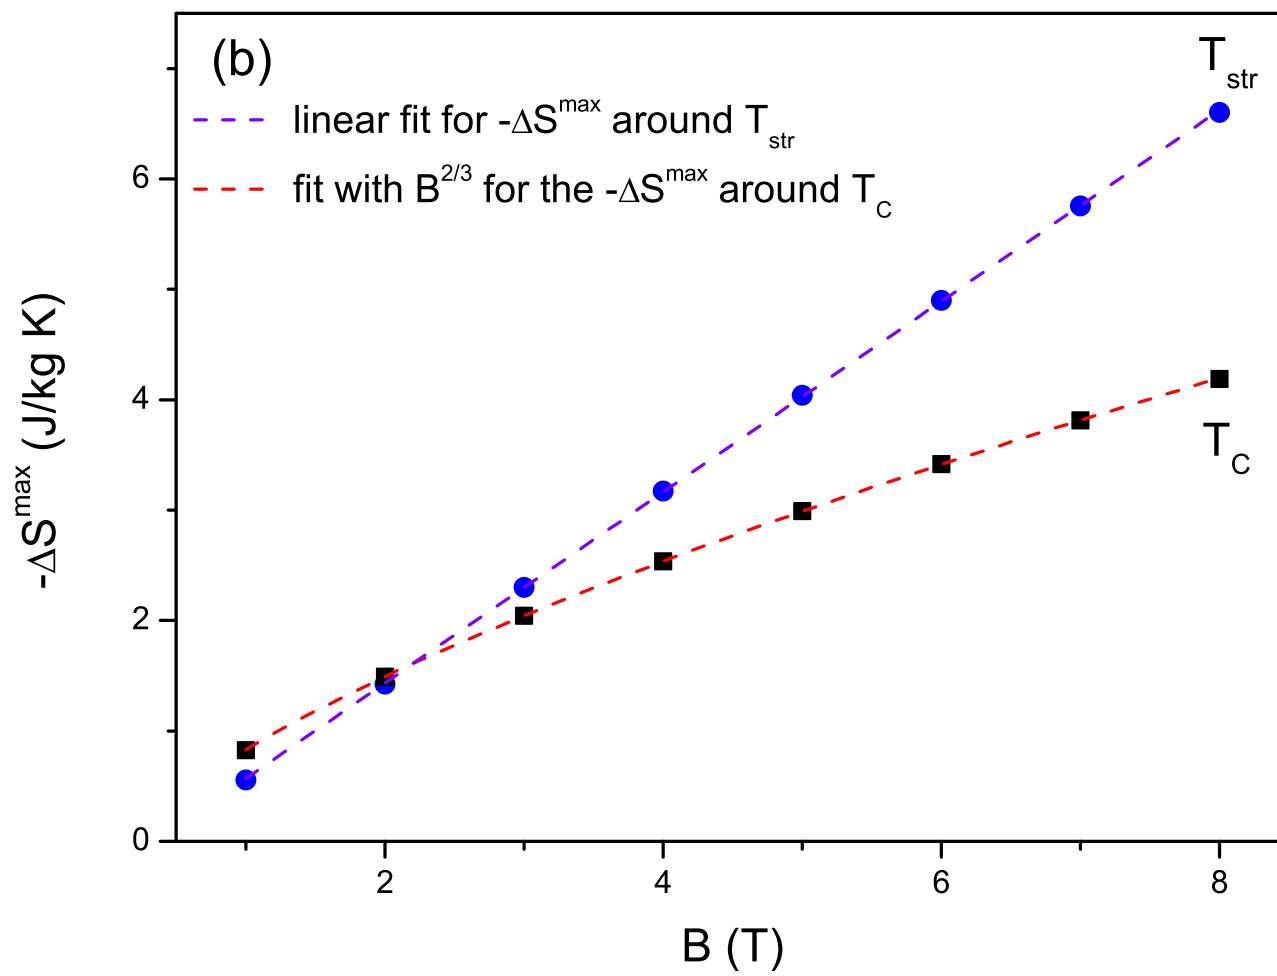 (b)
T_str
linear fit for -ΔS^max around T_str
fit with B^2/3 for the -ΔS^max around T_C
-ΔS^max (J/kg K)
6
4
2
0
T_C
2 4 6 8
B (T)